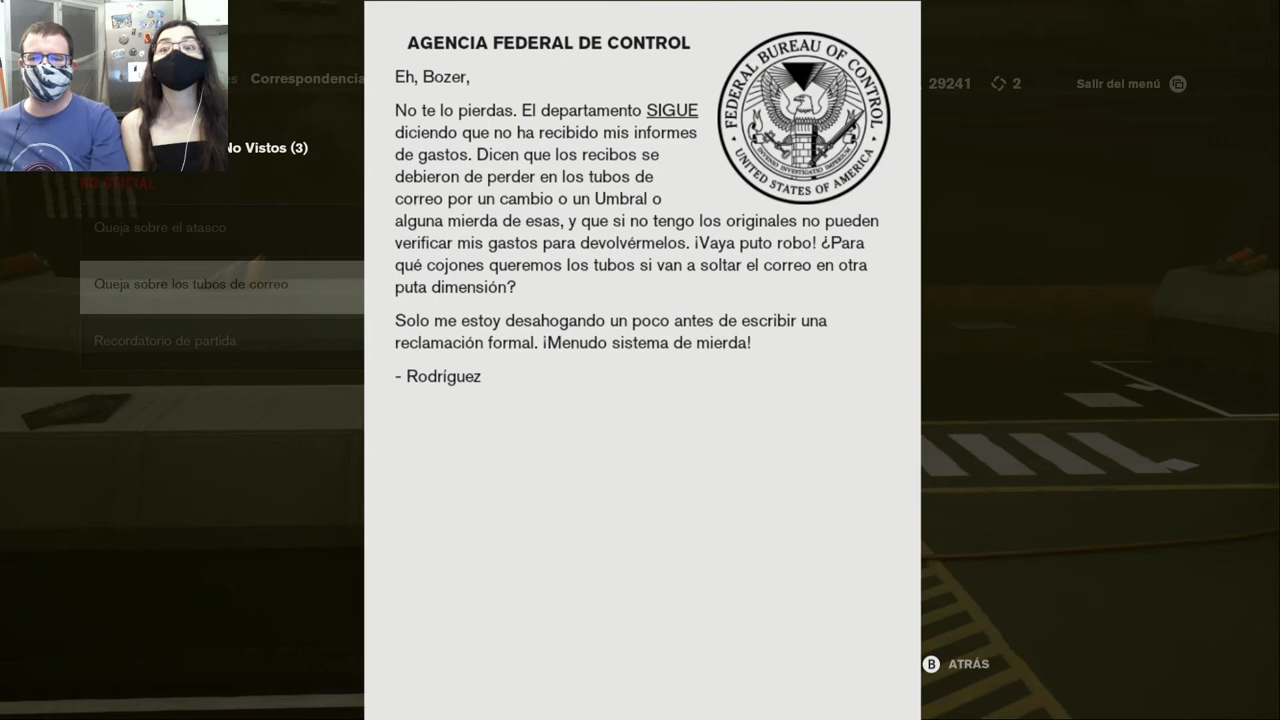 AGENCIA FEDERAL DE CONTROL
Eh, Bozer,
No te lo pierdas. El departamento SIGUE
diciendo que no ha recibido mis informes
de gastos. Dicen que los recibos se
debieron de perder en los tubos de
correo por un cambio o un Umbral o
alguna mierda de esas, y que si no tengo los originales no pueden
verificar mis gastos para devolvérmelos. ¡Vaya puto robo! ¿Para
qué cojones queremos los tubos si van a soltar el correo en otra
puta dimensión?
Solo me estoy desahogando un poco antes de escribir una
reclamación formal. ¡Menudo sistema de mierda!
- Rodríguez
FEDERAL BUREAU OF CONTROL
UNITED STATES OF AMERICA
Correspondencia
29241
2
Salir del menú
No Vistos (3)
NO OFICIAL
Queja sobre el atasco
Queja sobre los tubos de correo
Recordatorio de partida
B ATRÁS